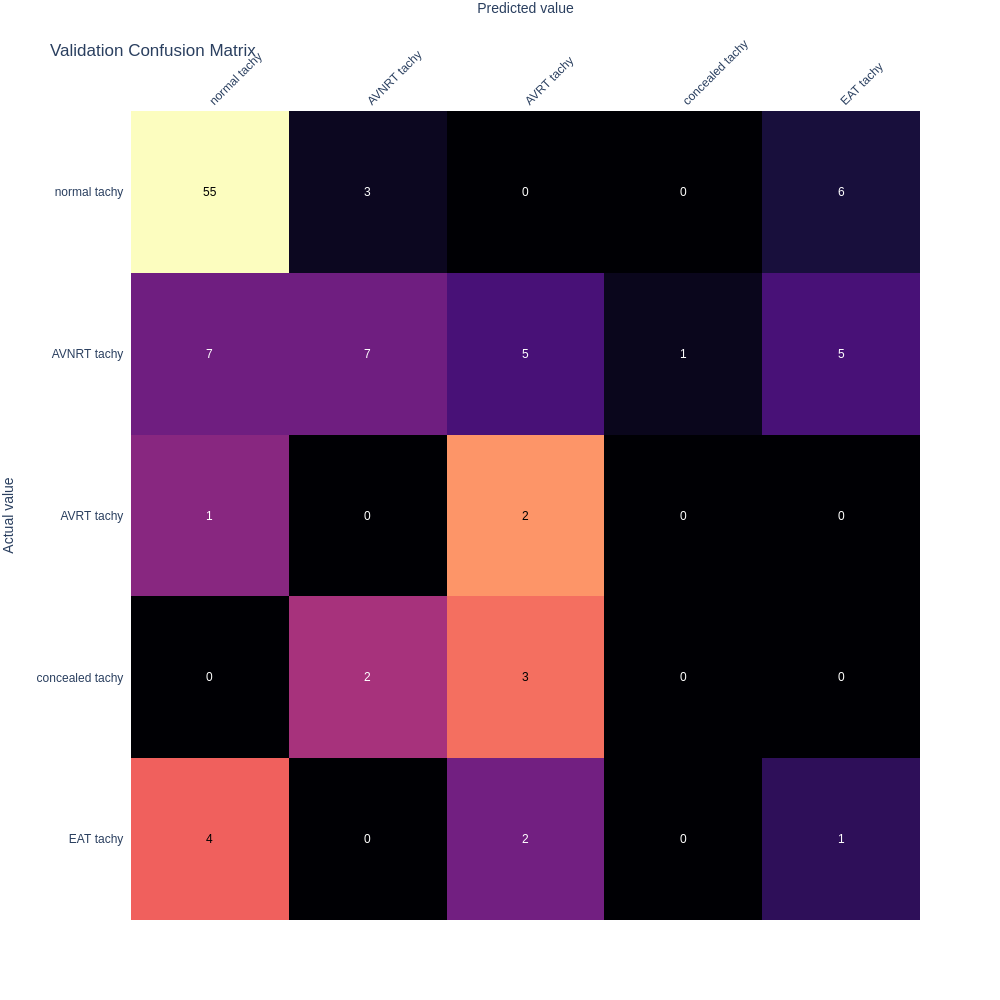 Predicted value
Validation Confusion Matrix
normal tachy AVNRT tachy AVRT tachy concealed tachy EAT tachy
normal tachy 55 3 0 0 6
AVNRT tachy 7 7 5 1 5
AVRT tachy 1 0 2 0 0
concealed tachy 0 2 3 0 0
EAT tachy 4 0 2 0 1
Actual value